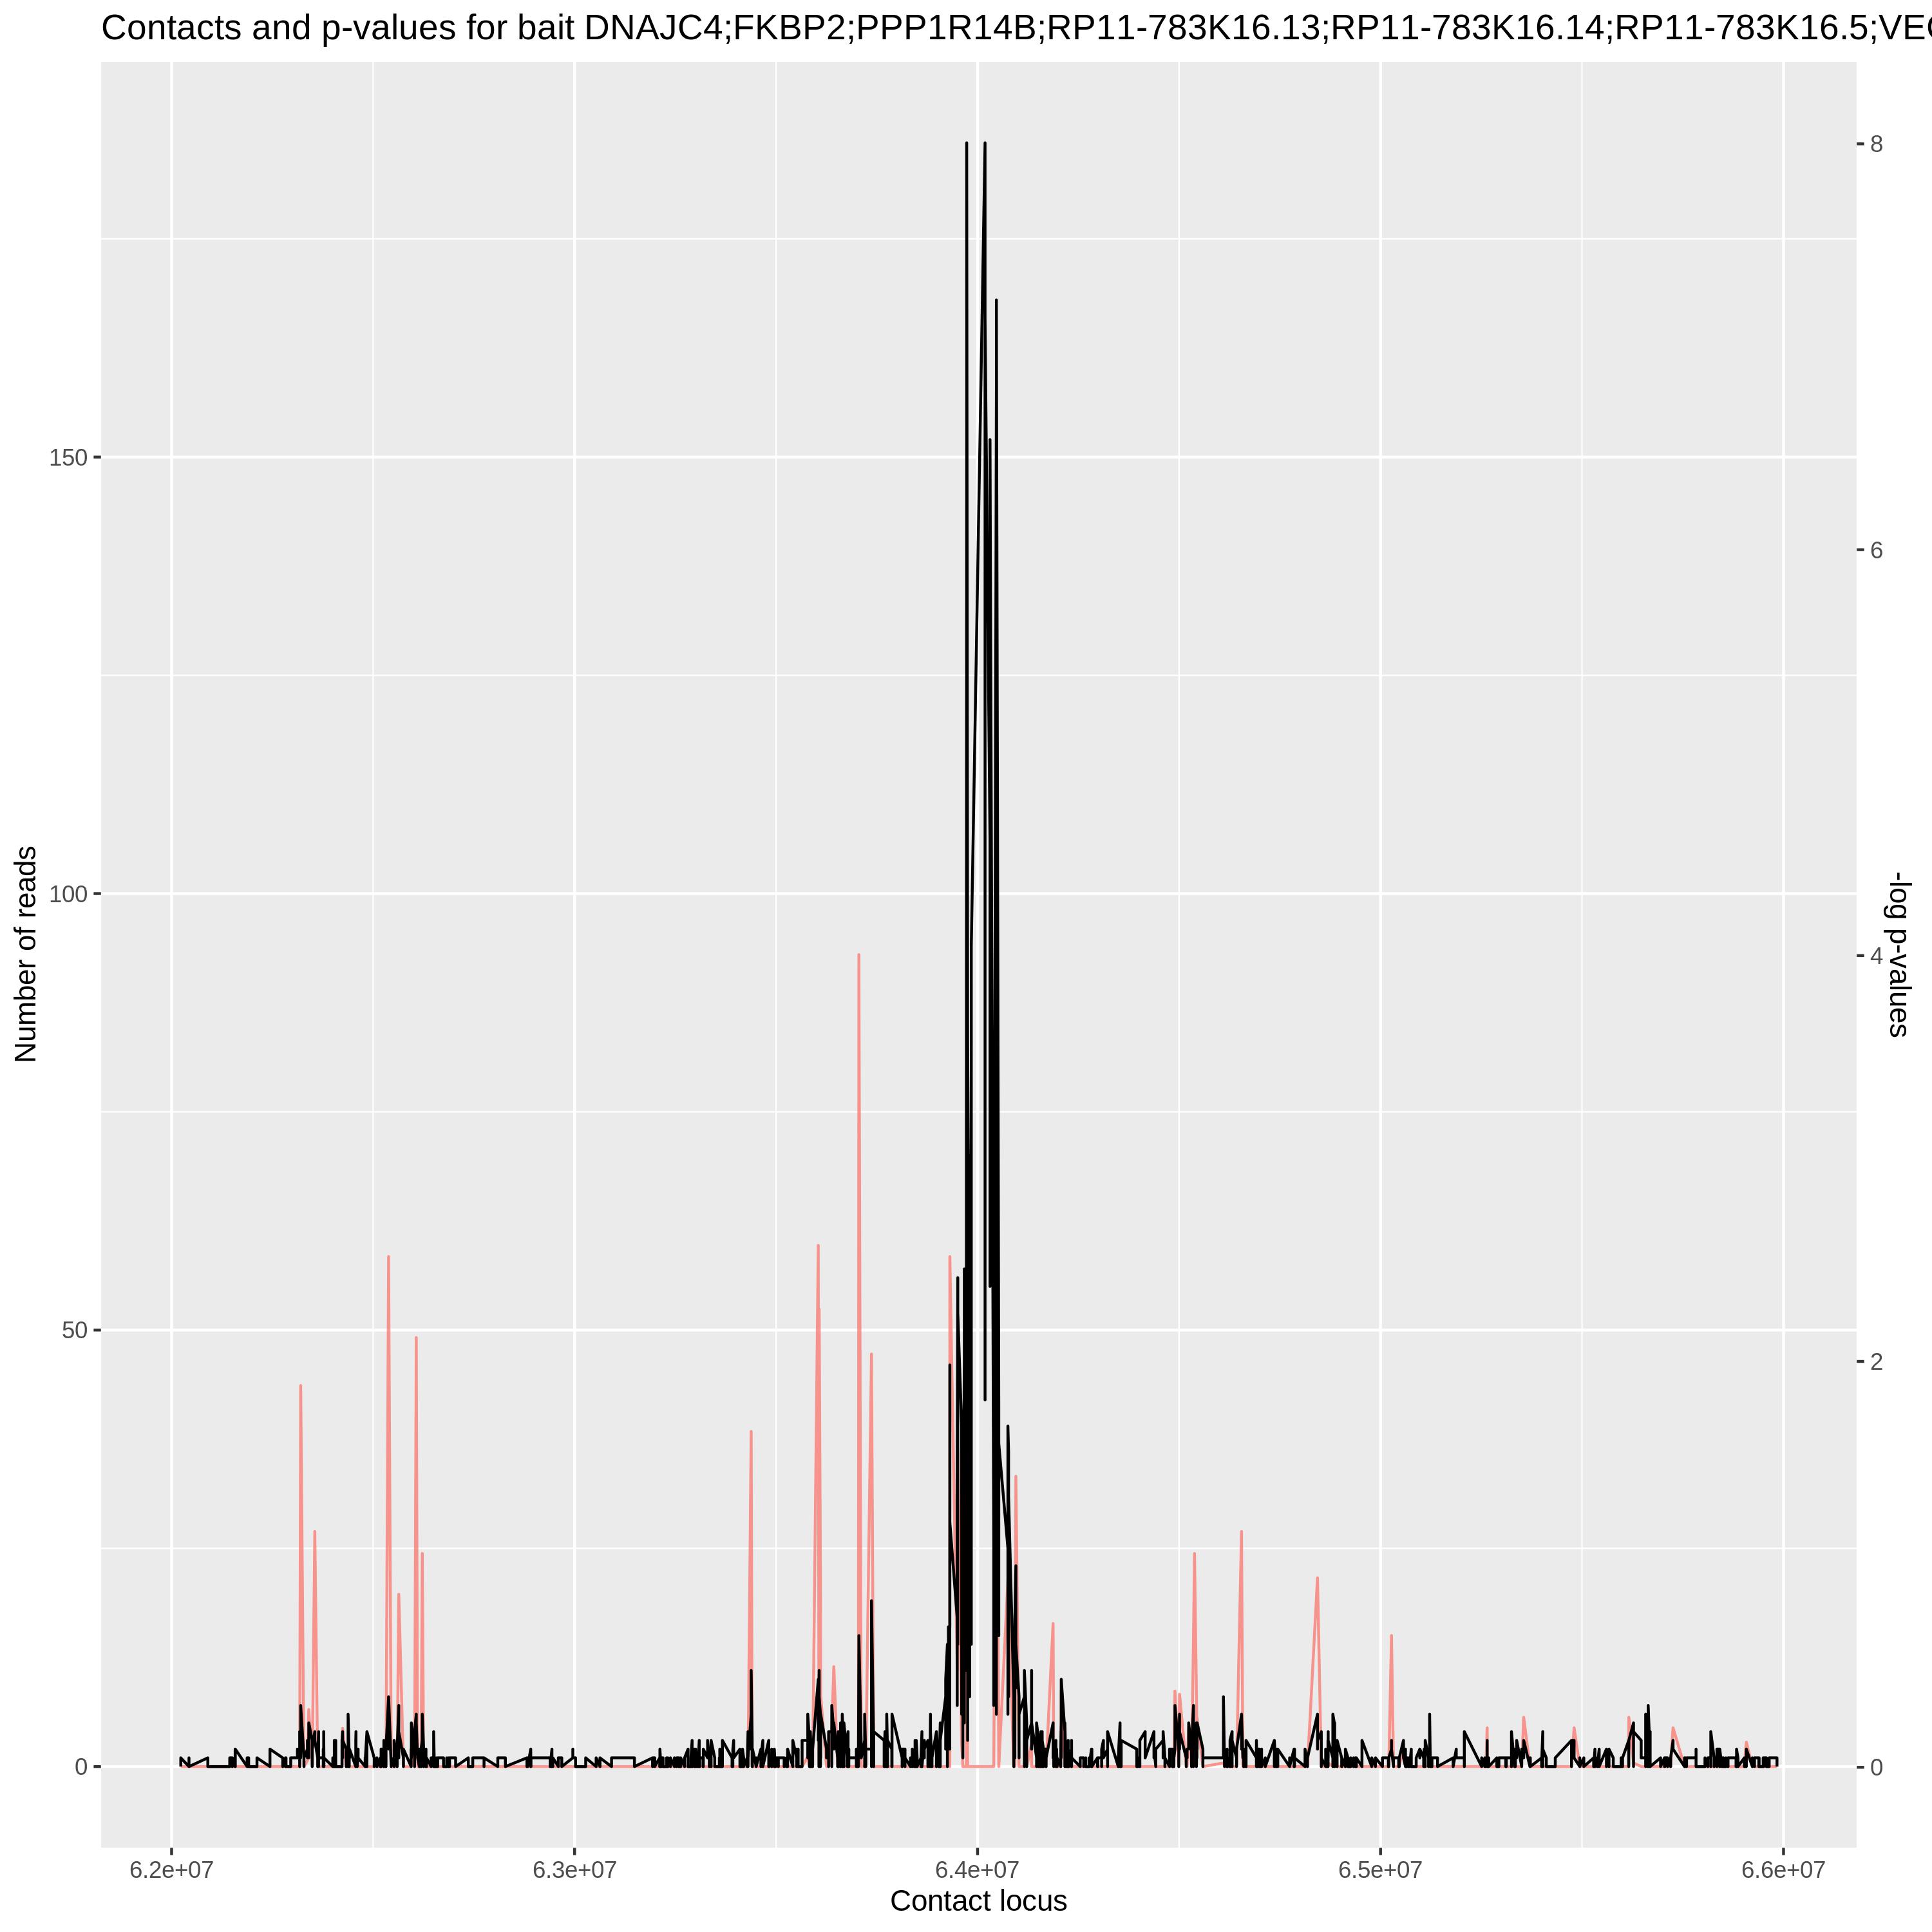 Contacts and p-values for bait DNAJC4;FKBP2;PPP1R14B;RP11-783K16.13;RP11-783K16.14;RP11-783K16.5;VEG
8
6
150
100
4
50
2
0
0
Number of reads
-log p-values
6.2e+07 6.3e+07 6.4e+07 6.5e+07 6.6e+07
Contact locus